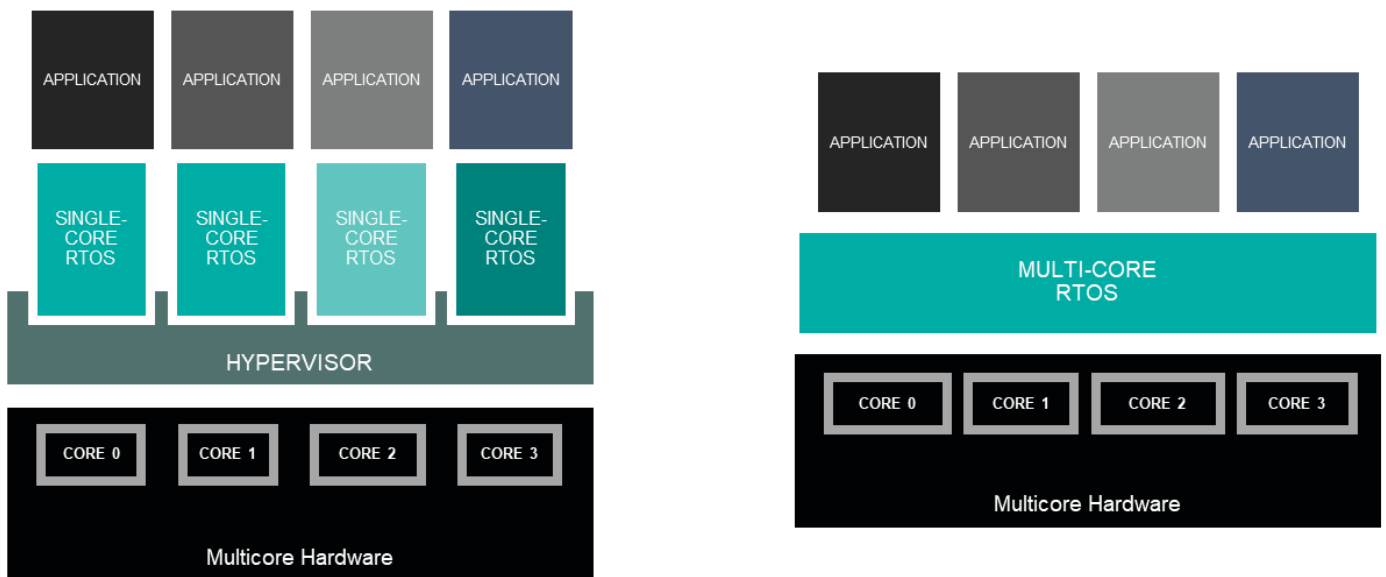 APPLICATION
APPLICATION
APPLICATION
APPLICATION
SINGLE-
CORE
RTOS
SINGLE-
CORE
RTOS
SINGLE-
CORE
RTOS
SINGLE-
CORE
RTOS
HYPERVISOR
CORE 0
CORE 1
CORE 2
CORE 3
Multicore Hardware
APPLICATION
APPLICATION
APPLICATION
APPLICATION
MULTI-CORE
RTOS
CORE 0
CORE 1
CORE 2
CORE 3
Multicore Hardware